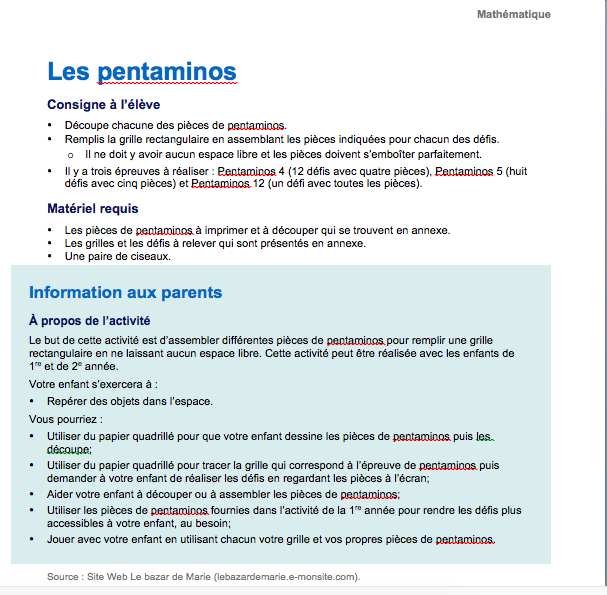 Mathématique
Les pentaminos
Consigne à l'élève
• Découpe chacune des pièces de pentaminos.
• Remplis la grille rectangulaire en assemblant les pièces indiquées pour chacun des défis.
o Il ne doit y avoir aucun espace libre et les pièces doivent s'emboîter parfaitement.
• Il y a trois épreuves à réaliser : Pentaminos 4 (12 défis avec quatre pièces), Pentaminos 5 (huit
défis avec cinq pièces) et Pentaminos 12 (un défi avec toutes les pièces).
Matériel requis
• Les pièces de pentaminos à imprimer et à découper qui se trouvent en annexe.
• Les grilles et les défis à relever qui sont présentés en annexe.
• Une paire de ciseaux.
Information aux parents
À propos de l'activité
Le but de cette activité est d'assembler différentes pièces de pentaminos pour remplir une grille
rectangulaire en ne laissant aucun espace libre. Cette activité peut être réalisée avec les enfants de
1re et de 2e année.
Votre enfant s'exercera à :
• Repérer des objets dans l'espace.
Vous pourriez :
• Utiliser du papier quadrillé pour que votre enfant dessine les pièces de pentaminos puis les
découpe;
• Utiliser du papier quadrillé pour tracer la grille qui correspond à l'épreuve de pentaminos puis
demander à votre enfant de réaliser les défis en regardant les pièces à l'écran;
• Aider votre enfant à découper ou à assembler les pièces de pentaminos;
• Utiliser les pièces de pentaminos fournies dans l'activité de la 1re année pour rendre les défis plus
accessibles à votre enfant, au besoin;
• Jouer avec votre enfant en utilisant chacun votre grille et vos propres pièces de pentaminos.
Source : Site Web Le bazar de Marie (lebazardemarie.e-monsite.com).